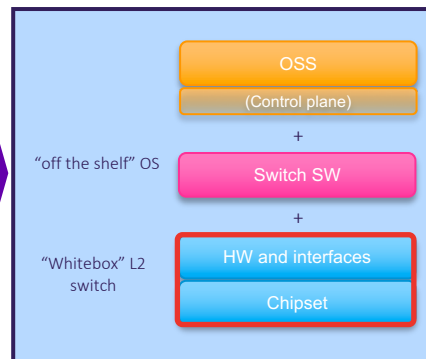 OSS
(Control plane)
+
“off the shelf” OS
Switch SW
+
“Whitebox” L2
switch
HW and interfaces
Chipset